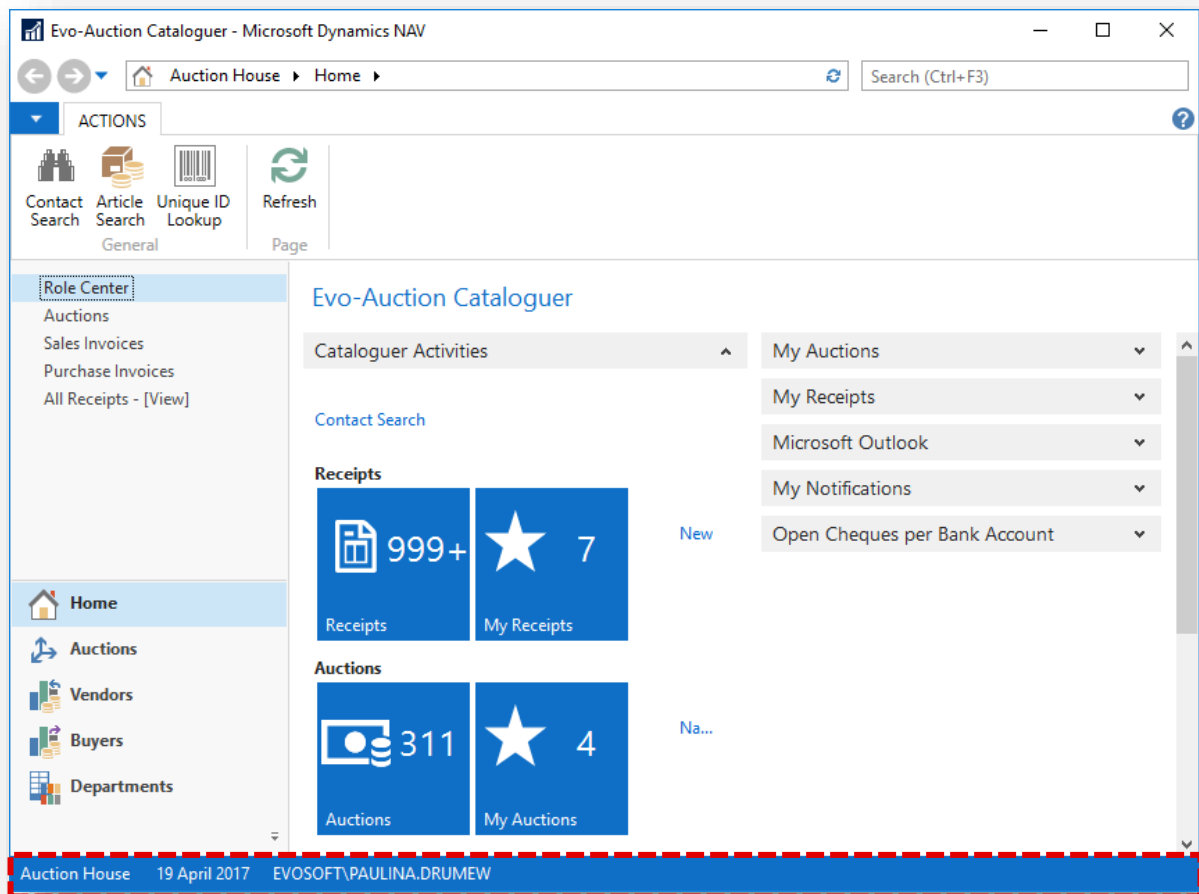 Evo-Auction Cataloguer - Microsoft Dynamics NAV
Auction House
Home
Search (Ctrl+F3)
ACTIONS
Contact Search
Article Search
Unique ID Lookup
Refresh
General
Page
Role Center
Auctions
Sales Invoices
Purchase Invoices
All Receipts - [View]
Home
Auctions
Vendors
Buyers
Departments
Evo-Auction Cataloguer
Cataloguer Activities
Contact Search
Receipts
999+
Receipts
7
My Receipts
New
Auctions
311
Auctions
4
My Auctions
Na...
My Auctions
My Receipts
Microsoft Outlook
My Notifications
Open Cheques per Bank Account
Auction House 19 April 2017 EVOSOFT\PAULINA.DRUMEW